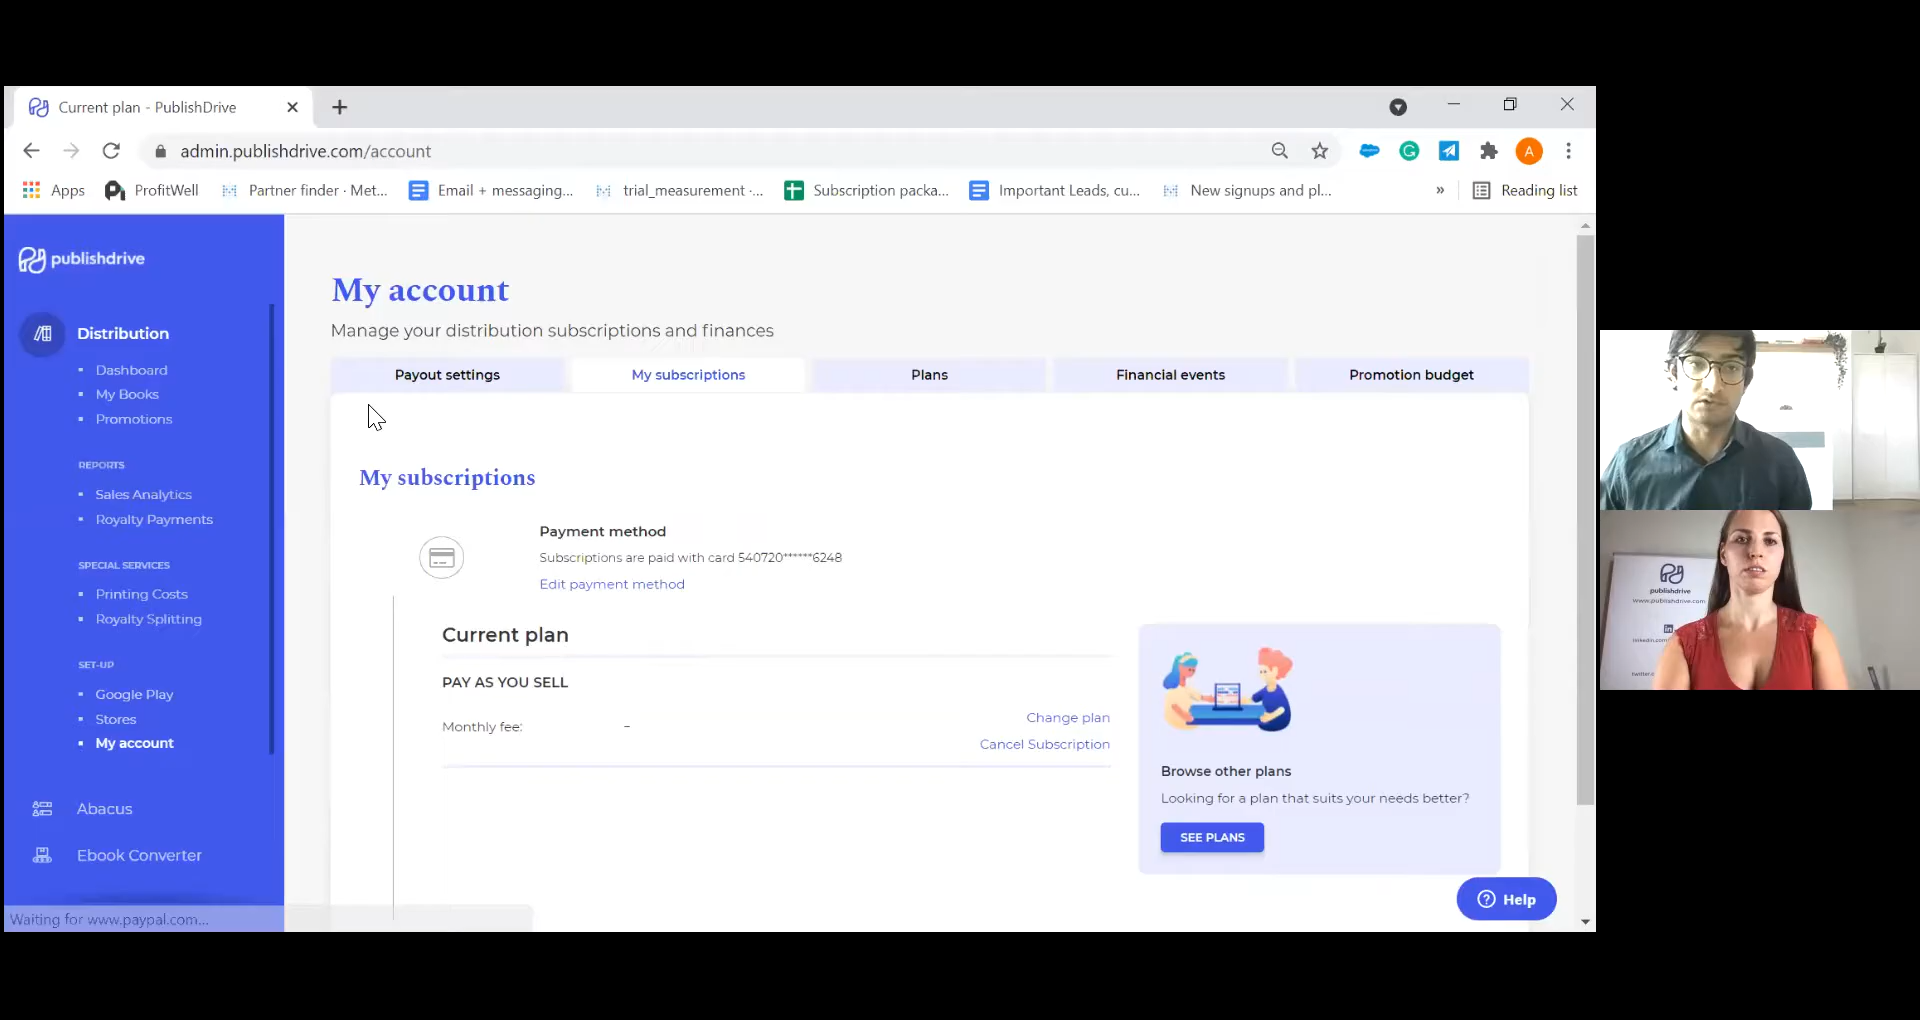 Current plan - PublishDrive
admin.publishdrive.com/account
A
Apps
ProfitWell
Partner finder · Met...
Email + messaging...
trial_measurement ·...
Subscription packa...
Important Leads, cu...
New signups and pl...
»
Reading list
publishdrive
Distribution
Dashboard
My Books
Promotions
REPORTS
Sales Analytics
Royalty Payments
SPECIAL SERVICES
Printing Costs
Royalty Splitting
SET-UP
Google Play
Stores
My account
Abacus
Ebook Converter
Waiting for www.paypal.com...
My account
Manage your distribution subscriptions and finances
Payout settings
My subscriptions
Plans
Financial events
Promotion budget
My subscriptions
Payment method
Subscriptions are paid with card 540720******6248
Edit payment method
Current plan
PAY AS YOU SELL
Monthly fee: -
Change plan
Cancel Subscription
Browse other plans
Looking for a plan that suits your needs better?
SEE PLANS
Help
publishdrive
www.publishdrive.com
in